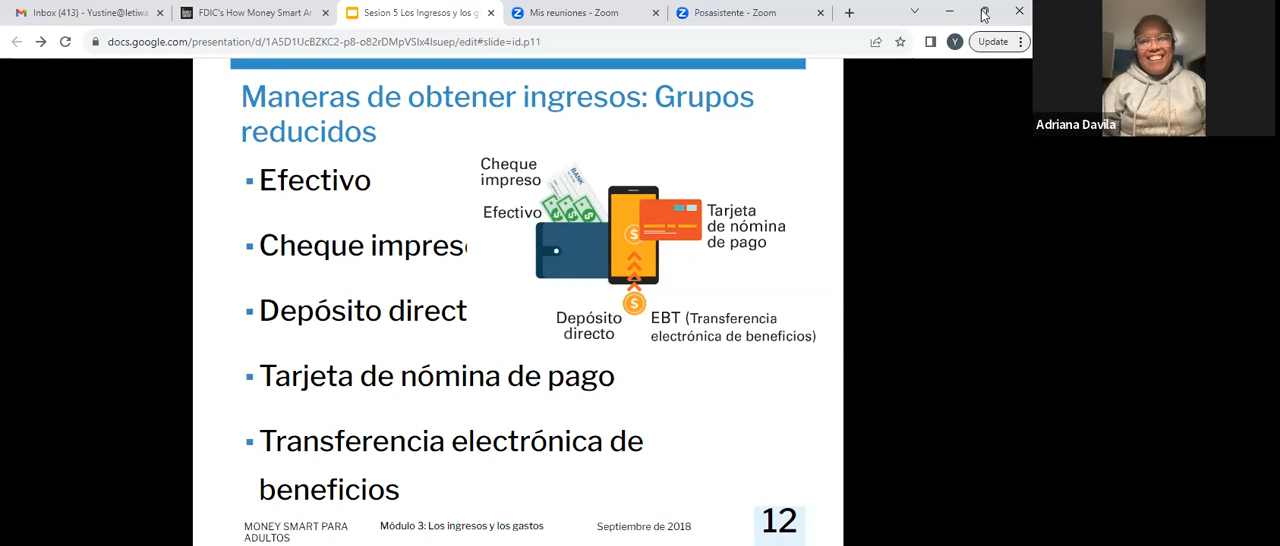 Inbox (413) - Yustine@letiwa
FDIC's How Money Smart Ar
Sesion 5 Los Ingresos y los g
Mis reuniones - Zoom
Posasistente - Zoom
docs.google.com/presentation/d/1A5D1UcBZKC2-p8-o82rDMpVSIx4Isuep/edit#slide=id.p11
Y
Update
Adriana Davila
Maneras de obtener ingresos: Grupos
reducidos
Efectivo
Cheque impreso
Depósito direct
Tarjeta de nómina de pago
Transferencia electrónica de
beneficios
Cheque
impreso
BANK
Efectivo
Tarjeta
de nómina
de pago
Depósito
directo
EBT (Transferencia
electrónica de beneficios)
MONEY SMART PARA
ADULTOS
Módulo 3: Los ingresos y los gastos
Septiembre de 2018
12